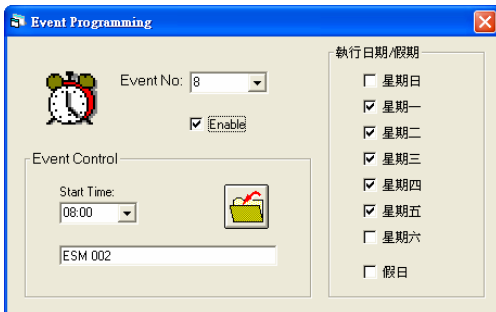 Event Programming
Event No: 8
Enable
Event Control
Start Time:
08:00
ESM 002
執行日期/假期
星期日
星期一
星期二
星期三
星期四
星期五
星期六
假日